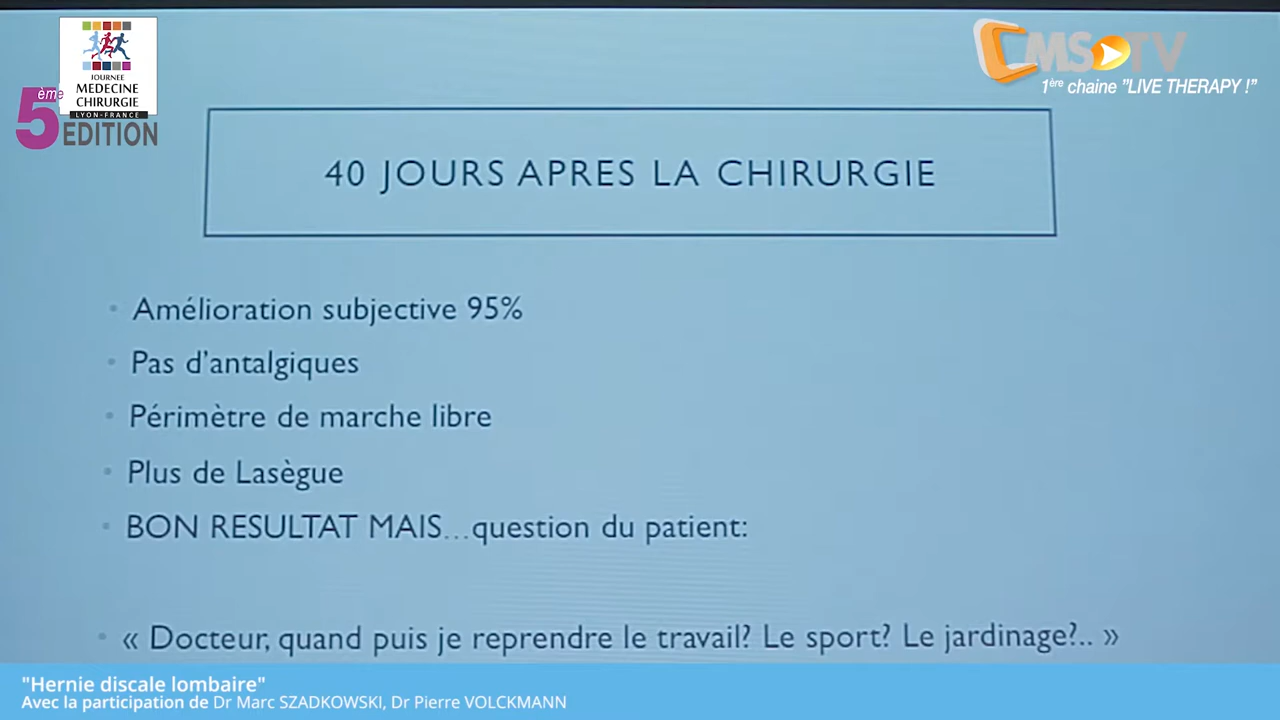 JOURNEE
MEDECINE
CHIRURGIE
LYON-FRANCE
5ème EDITION
CMS TV
1ère chaine "LIVE THERAPY !"
40 JOURS APRES LA CHIRURGIE
• Amélioration subjective 95%
• Pas d'antalgiques
• Périmètre de marche libre
• Plus de Lasègue
• BON RESULTAT MAIS...question du patient:
• « Docteur, quand puis je reprendre le travail? Le sport? Le jardinage?.. »
"Hernie discale lombaire"
Avec la participation de Dr Marc SZADKOWSKI, Dr Pierre VOLCKMANN